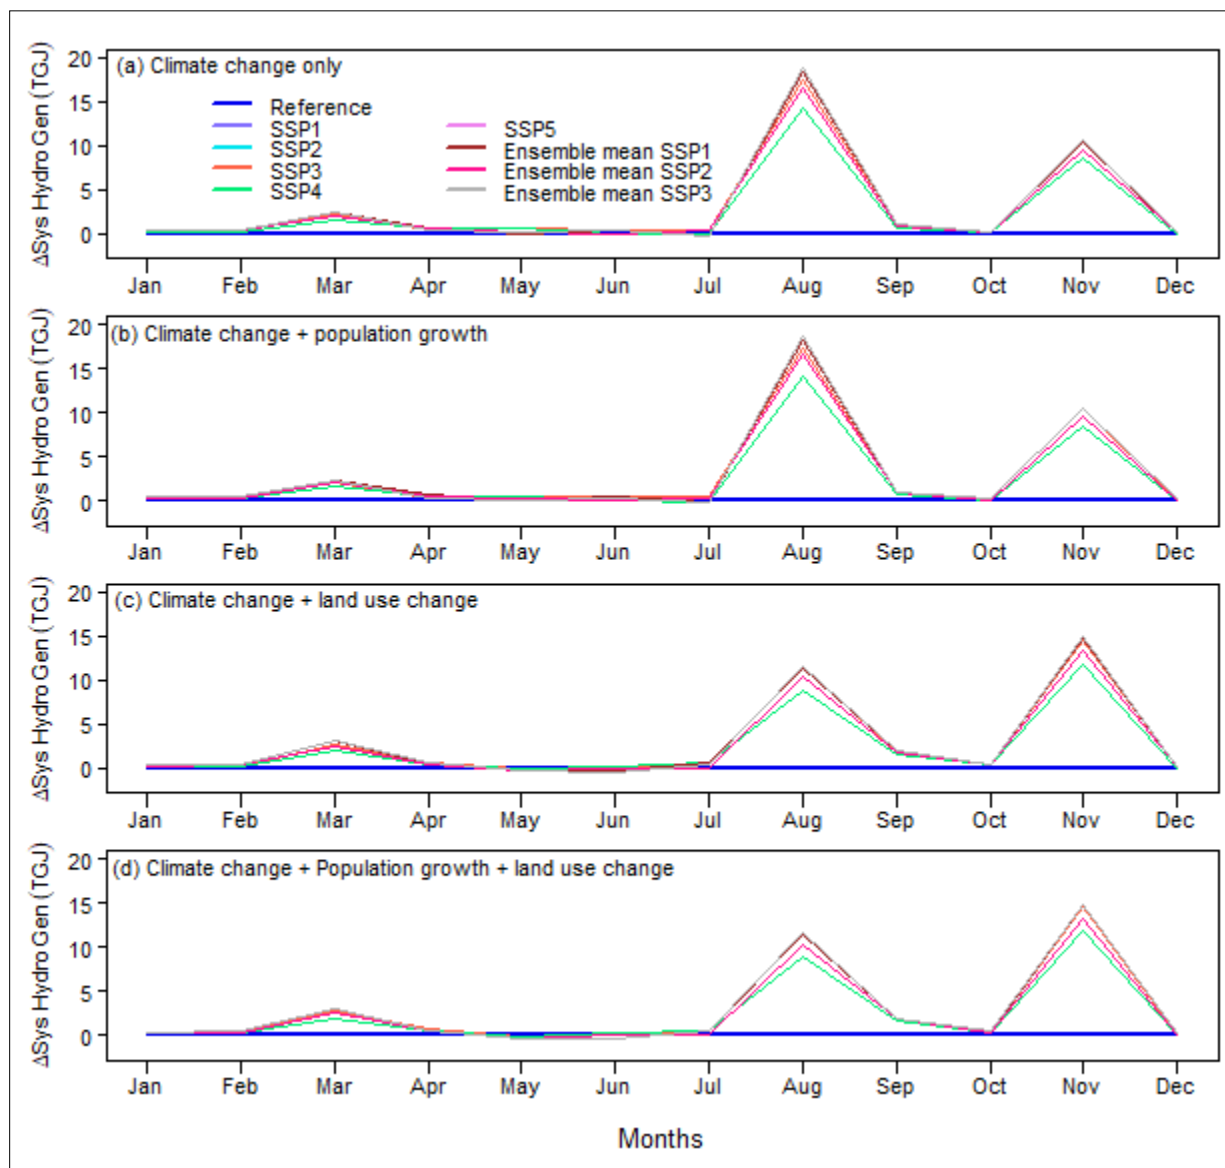 ΔSys Hydro Gen (TGJ)
20
15
10
5
0
(a) Climate change only
Reference
SSP1
SSP2
SSP3
SSP4
SSP5
Ensemble mean SSP1
Ensemble mean SSP2
Ensemble mean SSP3
Jan Feb Mar Apr May Jun Jul Aug Sep Oct Nov Dec
ΔSys Hydro Gen (TGJ)
20
15
10
5
0
(b) Climate change + population growth
Jan Feb Mar Apr May Jun Jul Aug Sep Oct Nov Dec
ΔSys Hydro Gen (TGJ)
20
15
10
5
0
(c) Climate change + land use change
Jan Feb Mar Apr May Jun Jul Aug Sep Oct Nov Dec
ΔSys Hydro Gen (TGJ)
20
15
10
5
0
(d) Climate change + Population growth + land use change
Jan Feb Mar Apr May Jun Jul Aug Sep Oct Nov Dec
Months